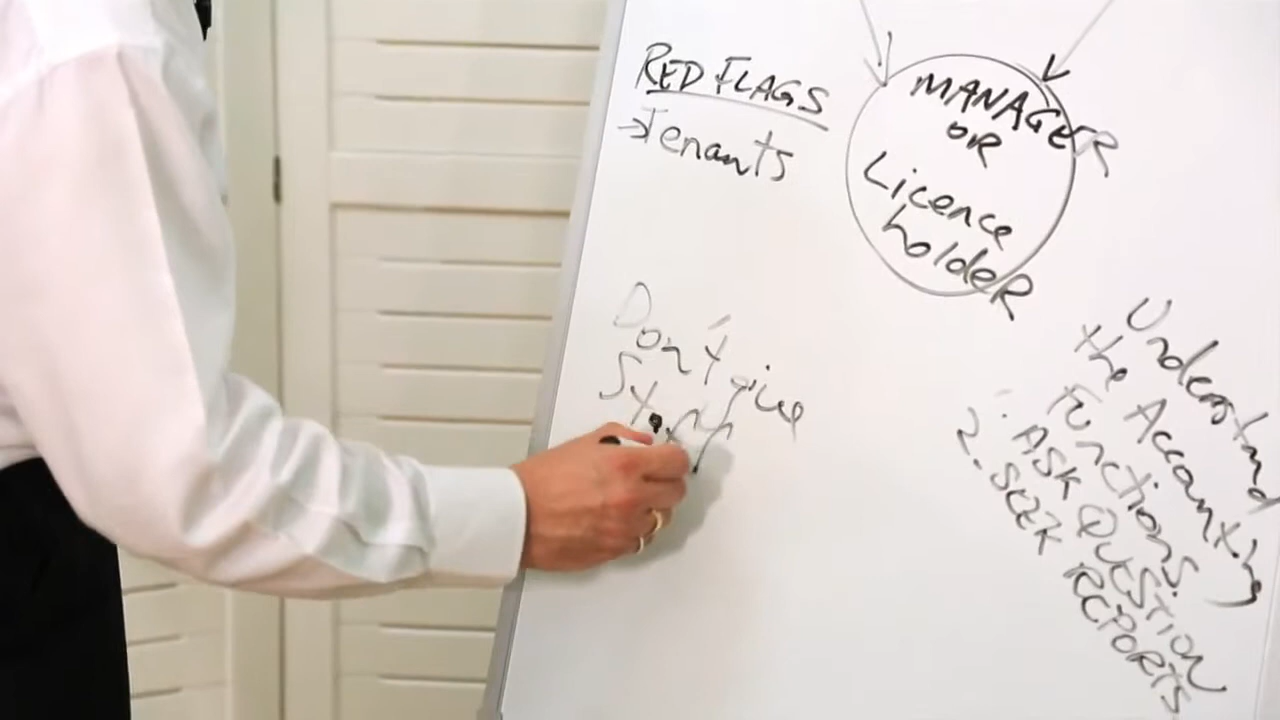 RED FLAGS
→Tenants
MANAGER
OR
Licence
holdeR
Don't give
Understand
the Accounting
Functions.
1. ASK QUESTION
2. SEEK REPORTS